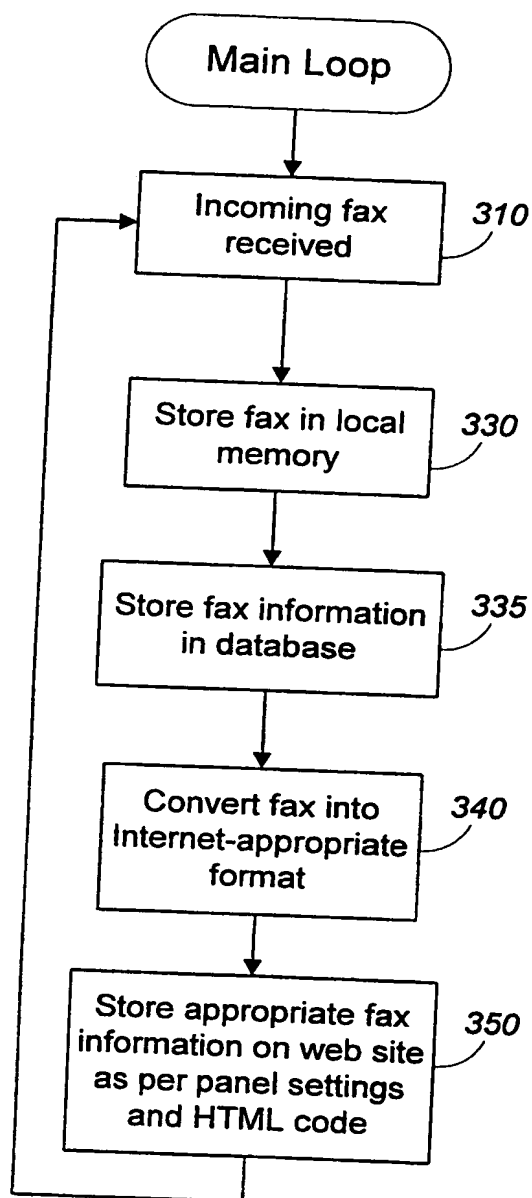 Main Loop
Incoming fax
received
310
Store fax in local
memory
330
Store fax information
in database
335
Convert fax into
Internet-appropriate
format
340
Store appropriate fax
information on web site
as per panel settings
and HTML code
350